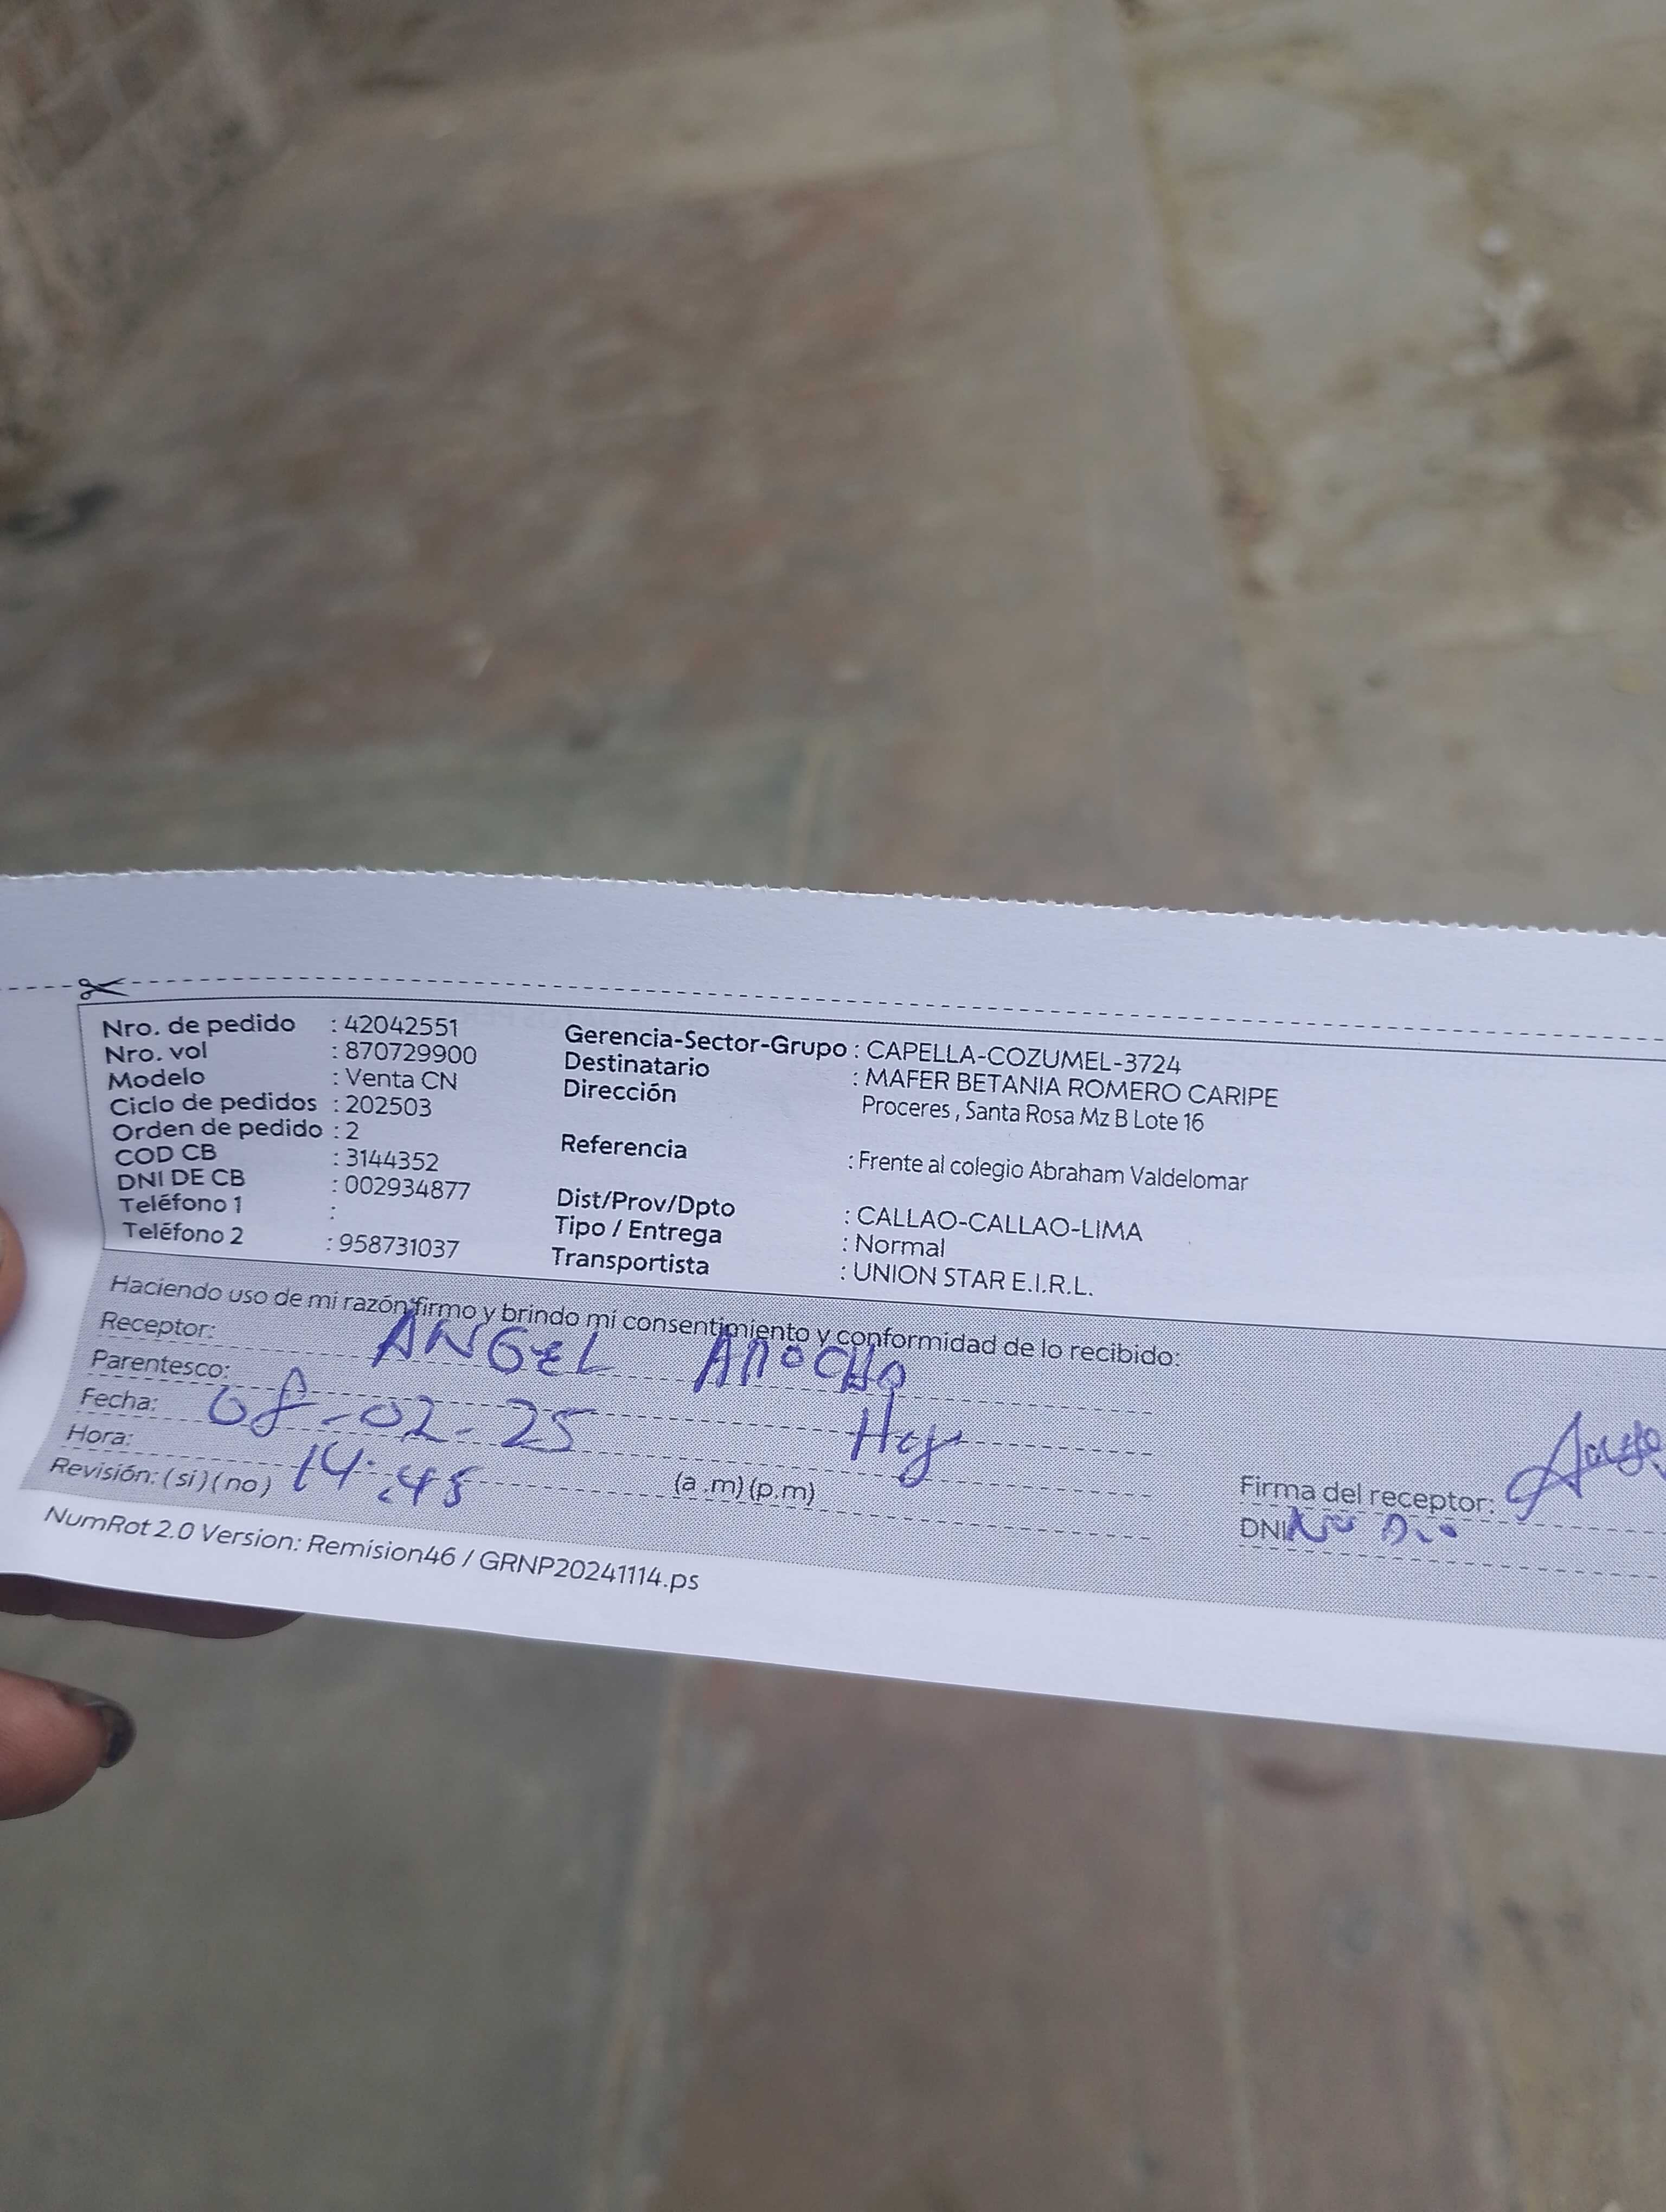 Nro. de pedido : 42042551
Nro. vol : 870729900
Modelo : Venta CN
Ciclo de pedidos : 202503
Orden de pedido : 2
COD CB : 3144352
DNI DE CB : 002934877
Teléfono 1 :
Teléfono 2 : 958731037
Gerencia-Sector-Grupo : CAPELLA-COZUMEL-3724
Destinatario : MAFER BETANIA ROMERO CARIPE
Dirección Proceres , Santa Rosa Mz B Lote 16
Referencia : Frente al colegio Abraham Valdelomar
Dist/Prov/Dpto : CALLAO-CALLAO-LIMA
Tipo / Entrega : Normal
Transportista : UNION STAR E.I.R.L.
Haciendo uso de mi razón firmo y brindo mi consentimiento y conformidad de lo recibido:
Receptor: ANGEL
Parentesco:
Fecha: 08-02-25
Hora: 14:45 (a .m) (p.m)
Revisión: ( si ) ( no )
Firma del receptor:
DNI
NumRot 2.0 Version: Remision46 / GRNP20241114.ps